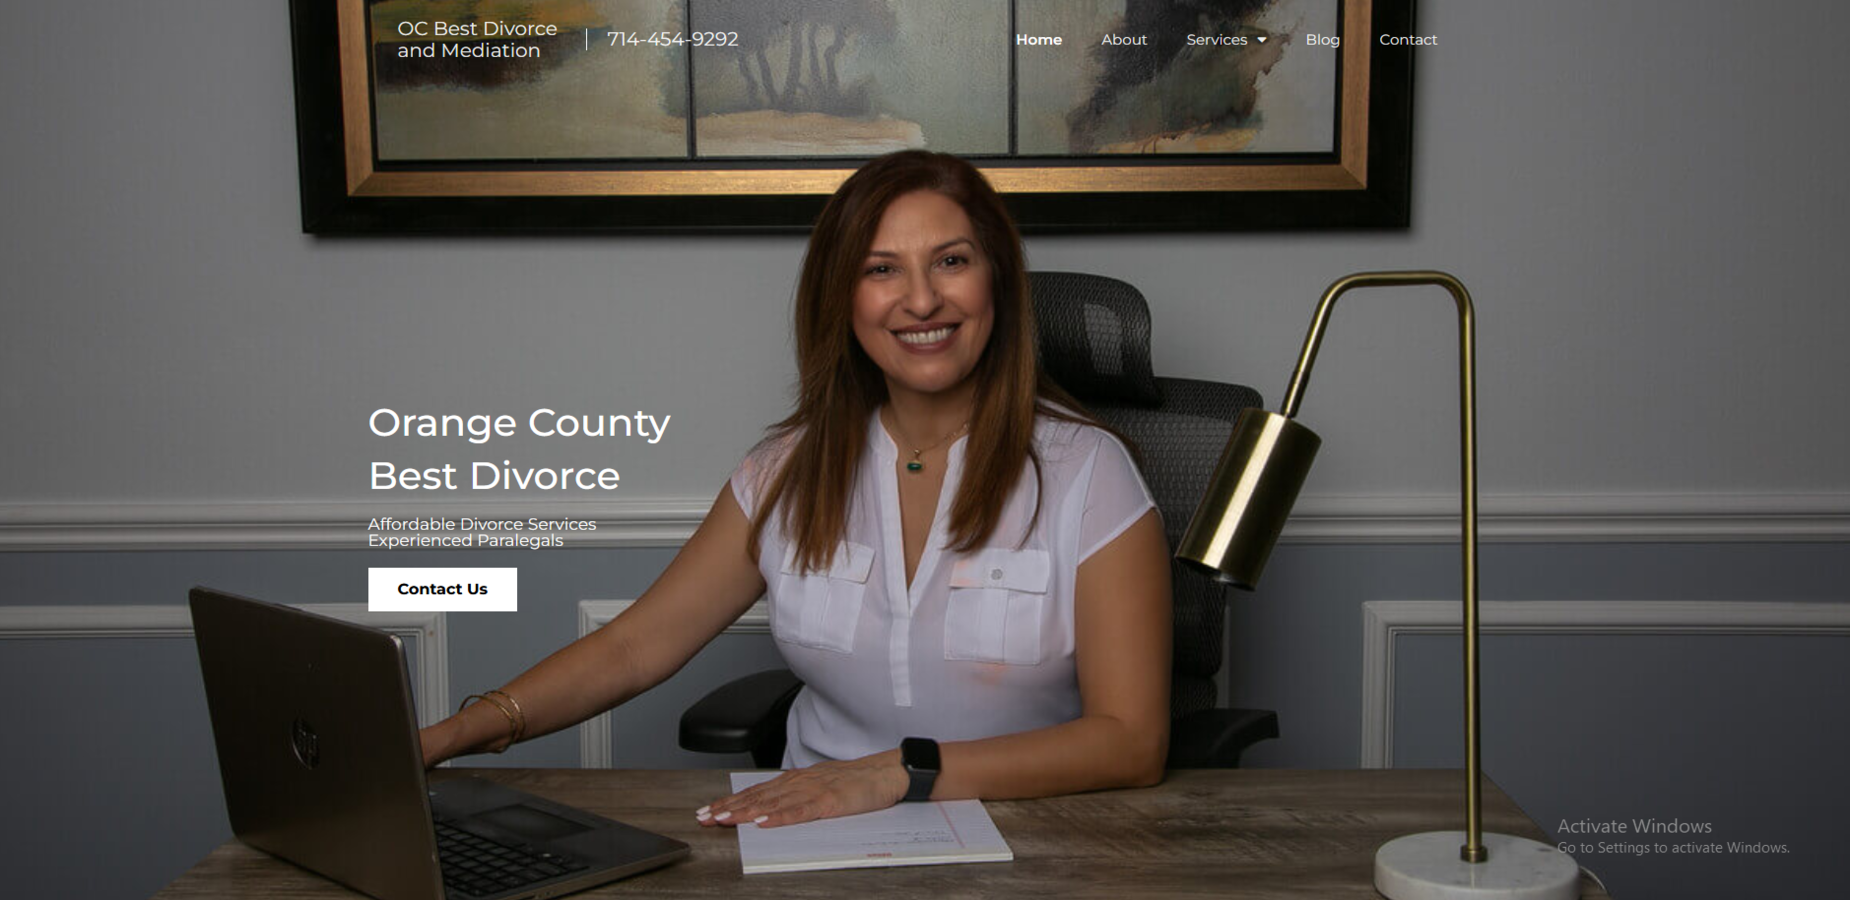 OC Best Divorce
and Mediation
714-454-9292
Home
About
Services
Blog
Contact
Orange County
Best Divorce
Affordable Divorce Services
Experienced Paralegals
Contact Us
hp
Activate Windows
Go to Settings to activate Windows.